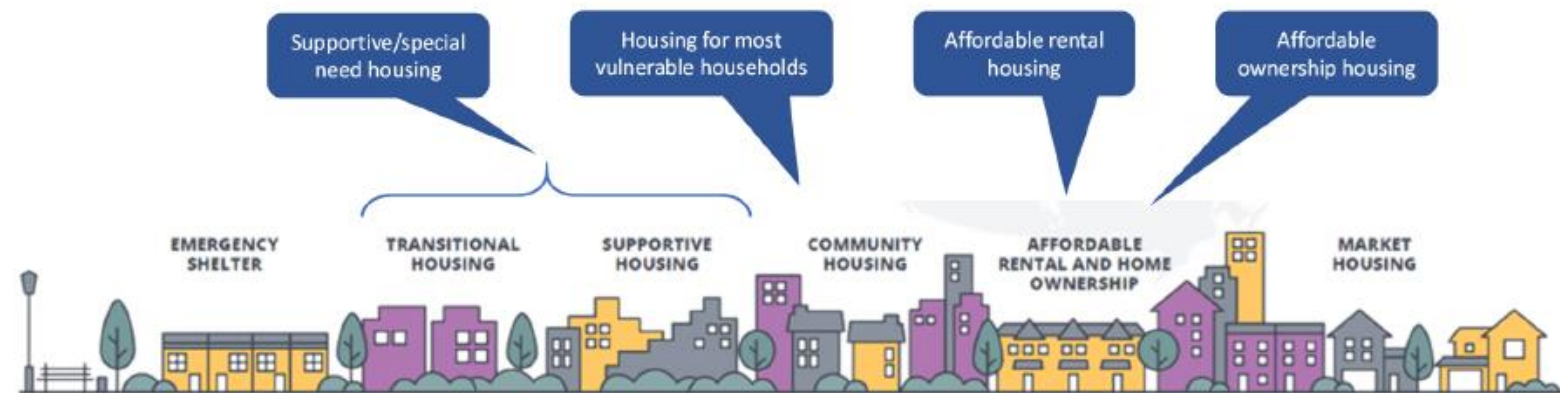 Supportive/special
need housing
Housing for most
vulnerable households
Affordable rental
housing
Affordable
ownership housing
EMERGENCY
SHELTER
TRANSITIONAL
HOUSING
SUPPORTIVE
HOUSING
COMMUNITY
HOUSING
AFFORDABLE
RENTAL AND HOME
OWNERSHIP
MARKET
HOUSING